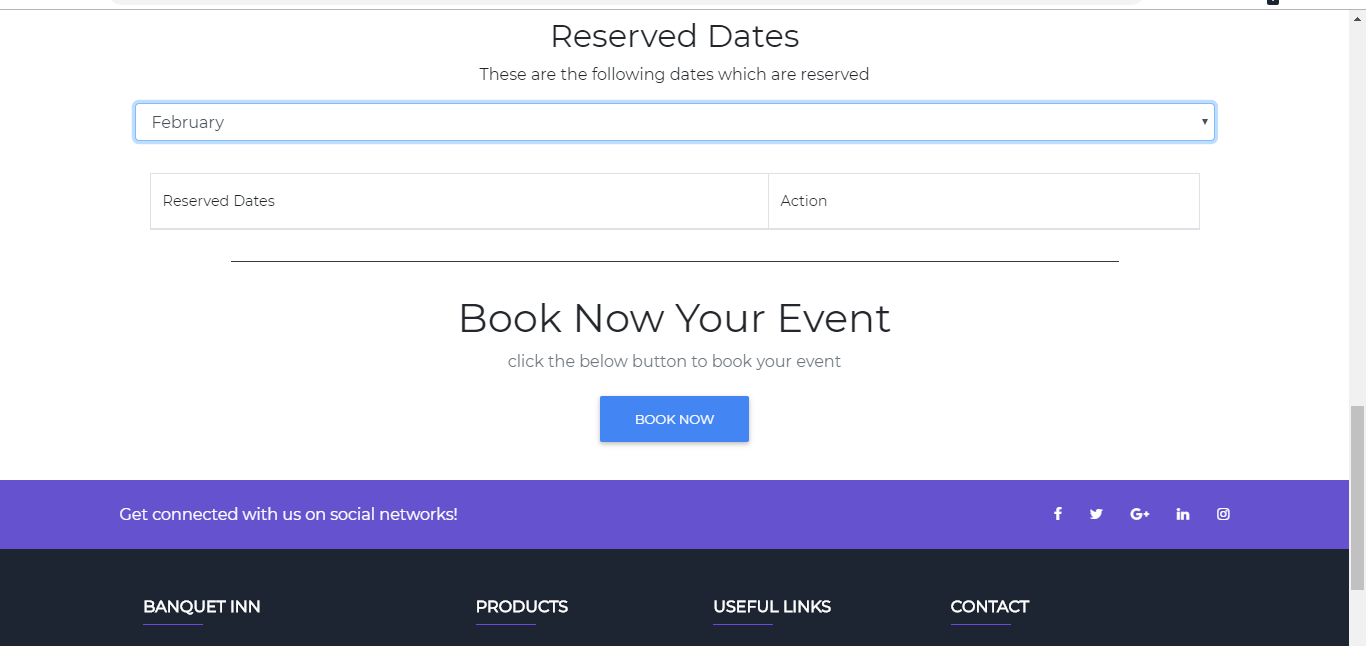 Reserved Dates
These are the following dates which are reserved
February
Reserved Dates Action
Book Now Your Event
click the below button to book your event
BOOK NOW
Get connected with us on social networks!
BANQUET INN PRODUCTS USEFUL LINKS CONTACT